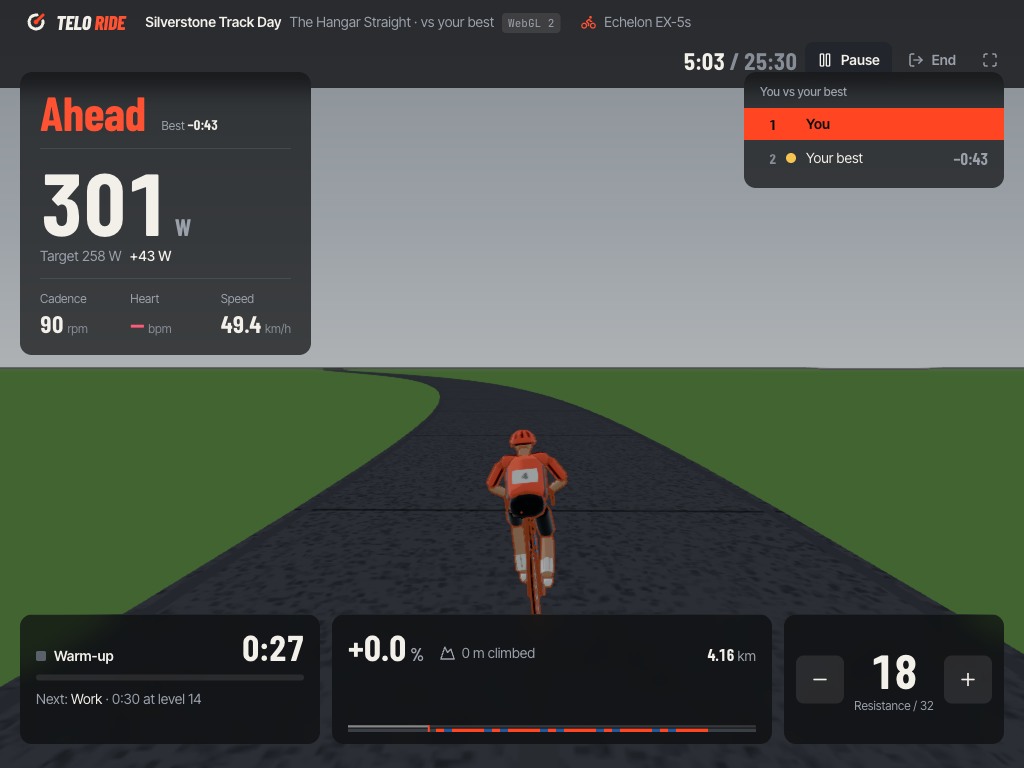 TELO RIDE Silverstone Track Day The Hangar Straight · vs your best WebGL 2 Echelon EX-5s
5:03 / 25:30 Pause End
Ahead Best −0:43
301 W
Target 258 W +43 W
Cadence Heart Speed
90 rpm – bpm 49.4 km/h
You vs your best
1 You
2 Your best −0:43
4
Warm-up 0:27
Next: Work · 0:30 at level 14
+0.0 % 0 m climbed 4.16 km
− 18 +
Resistance / 32